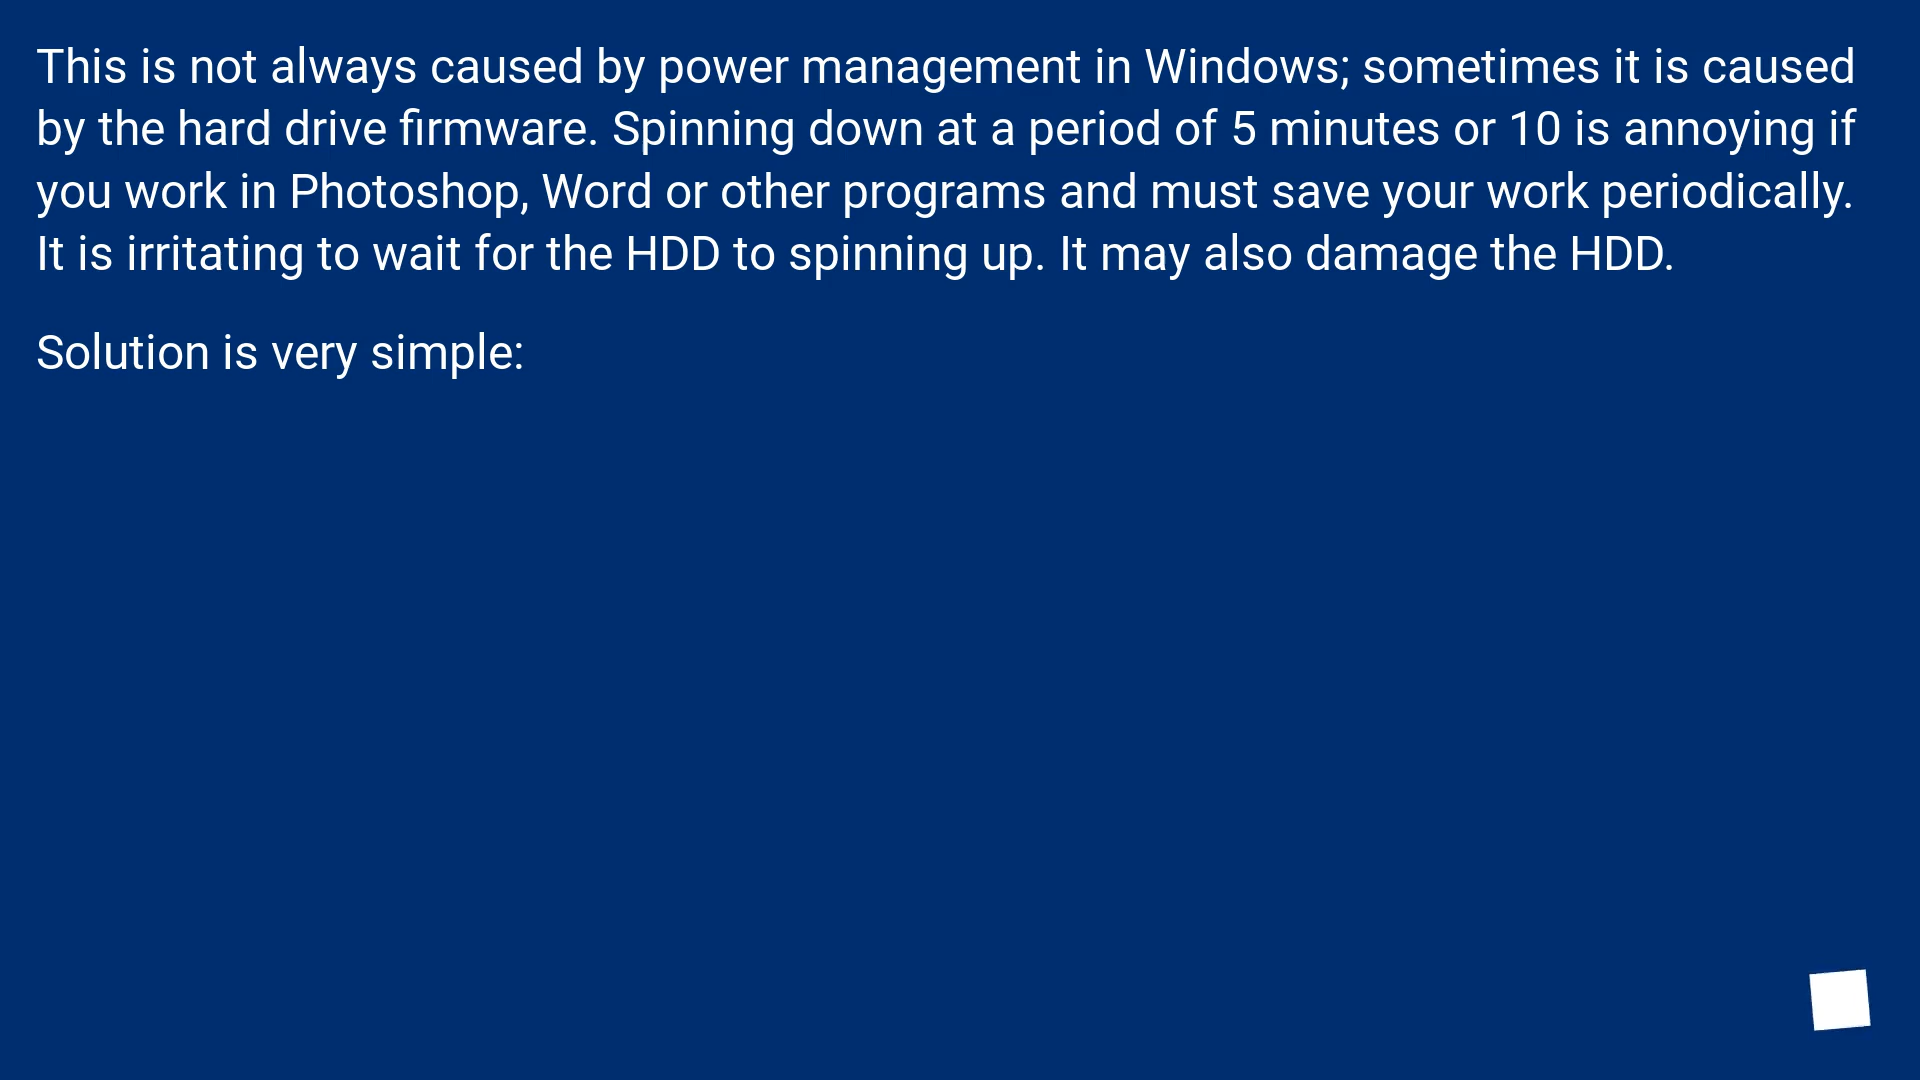 This is not always caused by power management in Windows; sometimes it is caused
by the hard drive firmware. Spinning down at a period of 5 minutes or 10 is annoying if
you work in Photoshop, Word or other programs and must save your work periodically.
It is irritating to wait for the HDD to spinning up. It may also damage the HDD.
Solution is very simple: